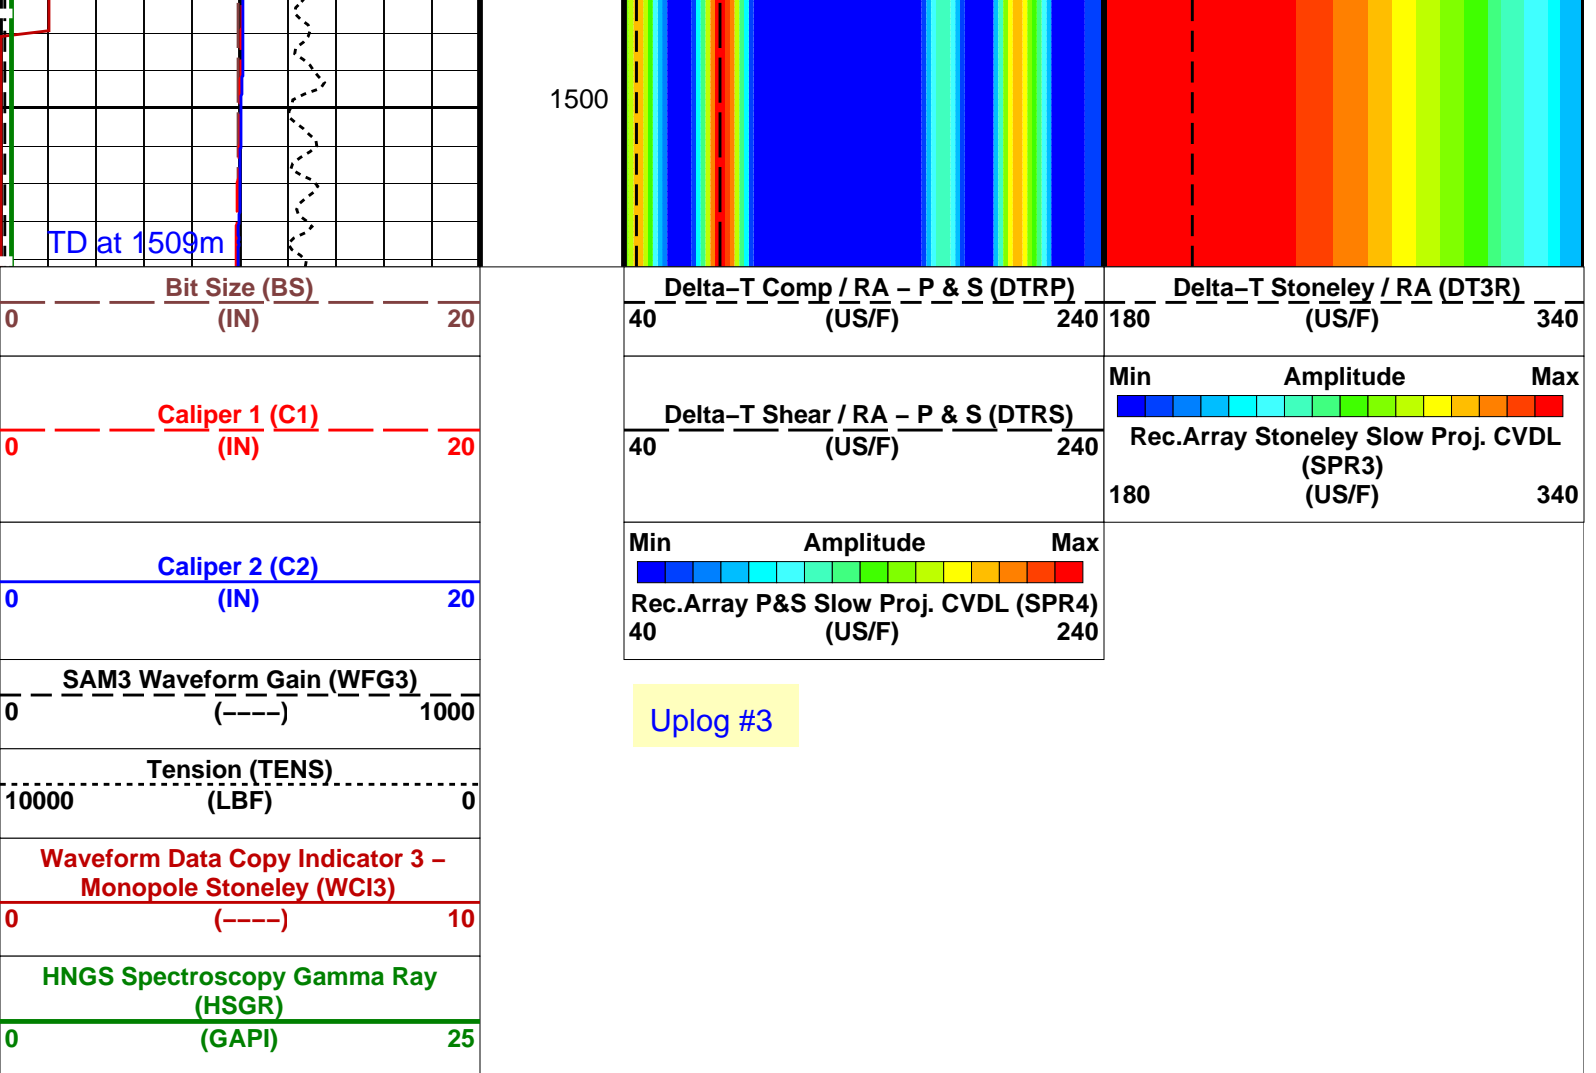 1500
TD at 1509m
Bit Size (BS)
0 (IN) 20
Caliper 1 (C1)
0 (IN) 20
Caliper 2 (C2)
0 (IN) 20
SAM3 Waveform Gain (WFG3)
0 (−−−−) 1000
Tension (TENS)
10000 (LBF) 0
Waveform Data Copy Indicator 3 −
Monopole Stoneley (WCI3)
0 (−−−−) 10
HNGS Spectroscopy Gamma Ray
(HSGR)
0 (GAPI) 25
Delta−T Comp / RA − P & S (DTRP)
40 (US/F) 240
Delta−T Shear / RA − P & S (DTRS)
40 (US/F) 240
Min Amplitude Max
Rec.Array P&S Slow Proj. CVDL (SPR4)
40 (US/F) 240
Uplog #3
Delta−T Stoneley / RA (DT3R)
180 (US/F) 340
Min Amplitude Max
Rec.Array Stoneley Slow Proj. CVDL
(SPR3)
180 (US/F) 340